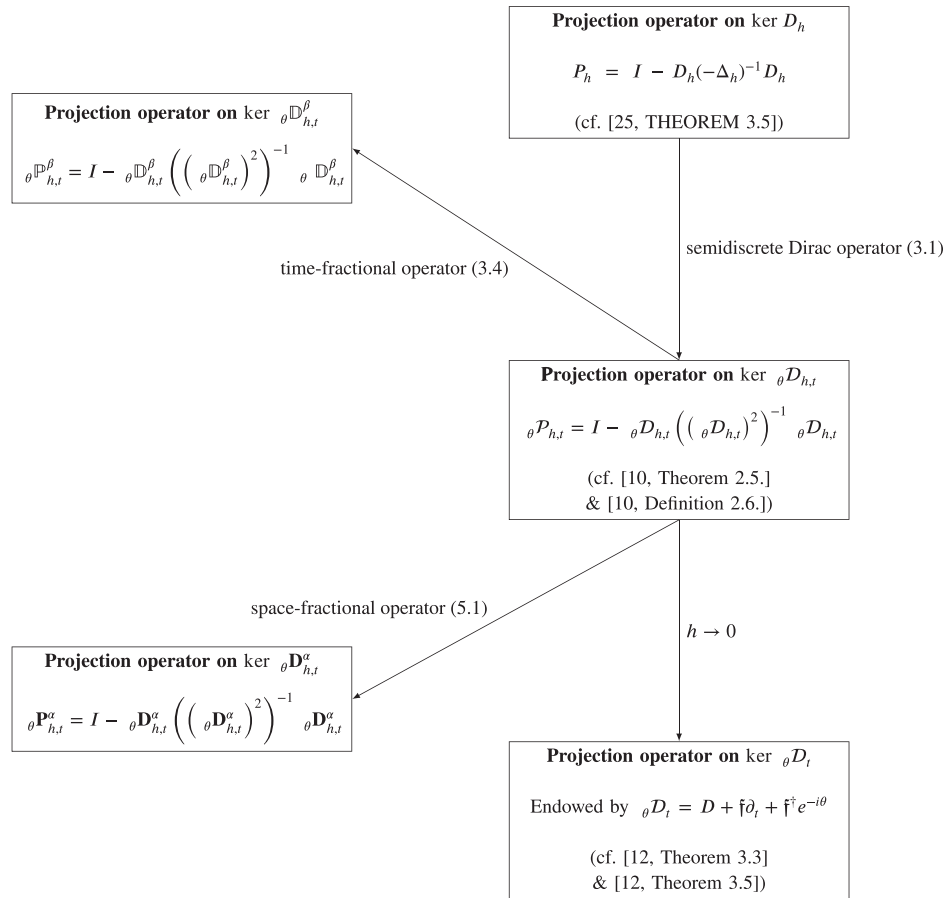 Projection operator on ker D_h
P_h = I − D_h(−Δ_h)^{−1}D_h
(cf. [25, THEOREM 3.5])
Projection operator on ker _θ𝔻^β_{h,t}
_θℙ^β_{h,t} = I − _θ𝔻^β_{h,t} ( ( _θ𝔻^β_{h,t} )^2 )^{−1} _θ 𝔻^β_{h,t}
semidiscrete Dirac operator (3.1)
time-fractional operator (3.4)
Projection operator on ker _θ𝒟_{h,t}
_θ𝒫_{h,t} = I − _θ𝒟_{h,t} ( ( _θ𝒟_{h,t} )^2 )^{−1} _θ𝒟_{h,t}
(cf. [10, Theorem 2.5.]
& [10, Definition 2.6.])
space-fractional operator (5.1)
h → 0
Projection operator on ker _θ𝐃^α_{h,t}
_θ𝐏^α_{h,t} = I − _θ𝐃^α_{h,t} ( ( _θ𝐃^α_{h,t} )^2 )^{−1} _θ𝐃^α_{h,t}
Projection operator on ker _θ𝒟_t
Endowed by _θ𝒟_t = D + 𝔣∂_t + 𝔣^†e^{−iθ}
(cf. [12, Theorem 3.3]
& [12, Theorem 3.5])